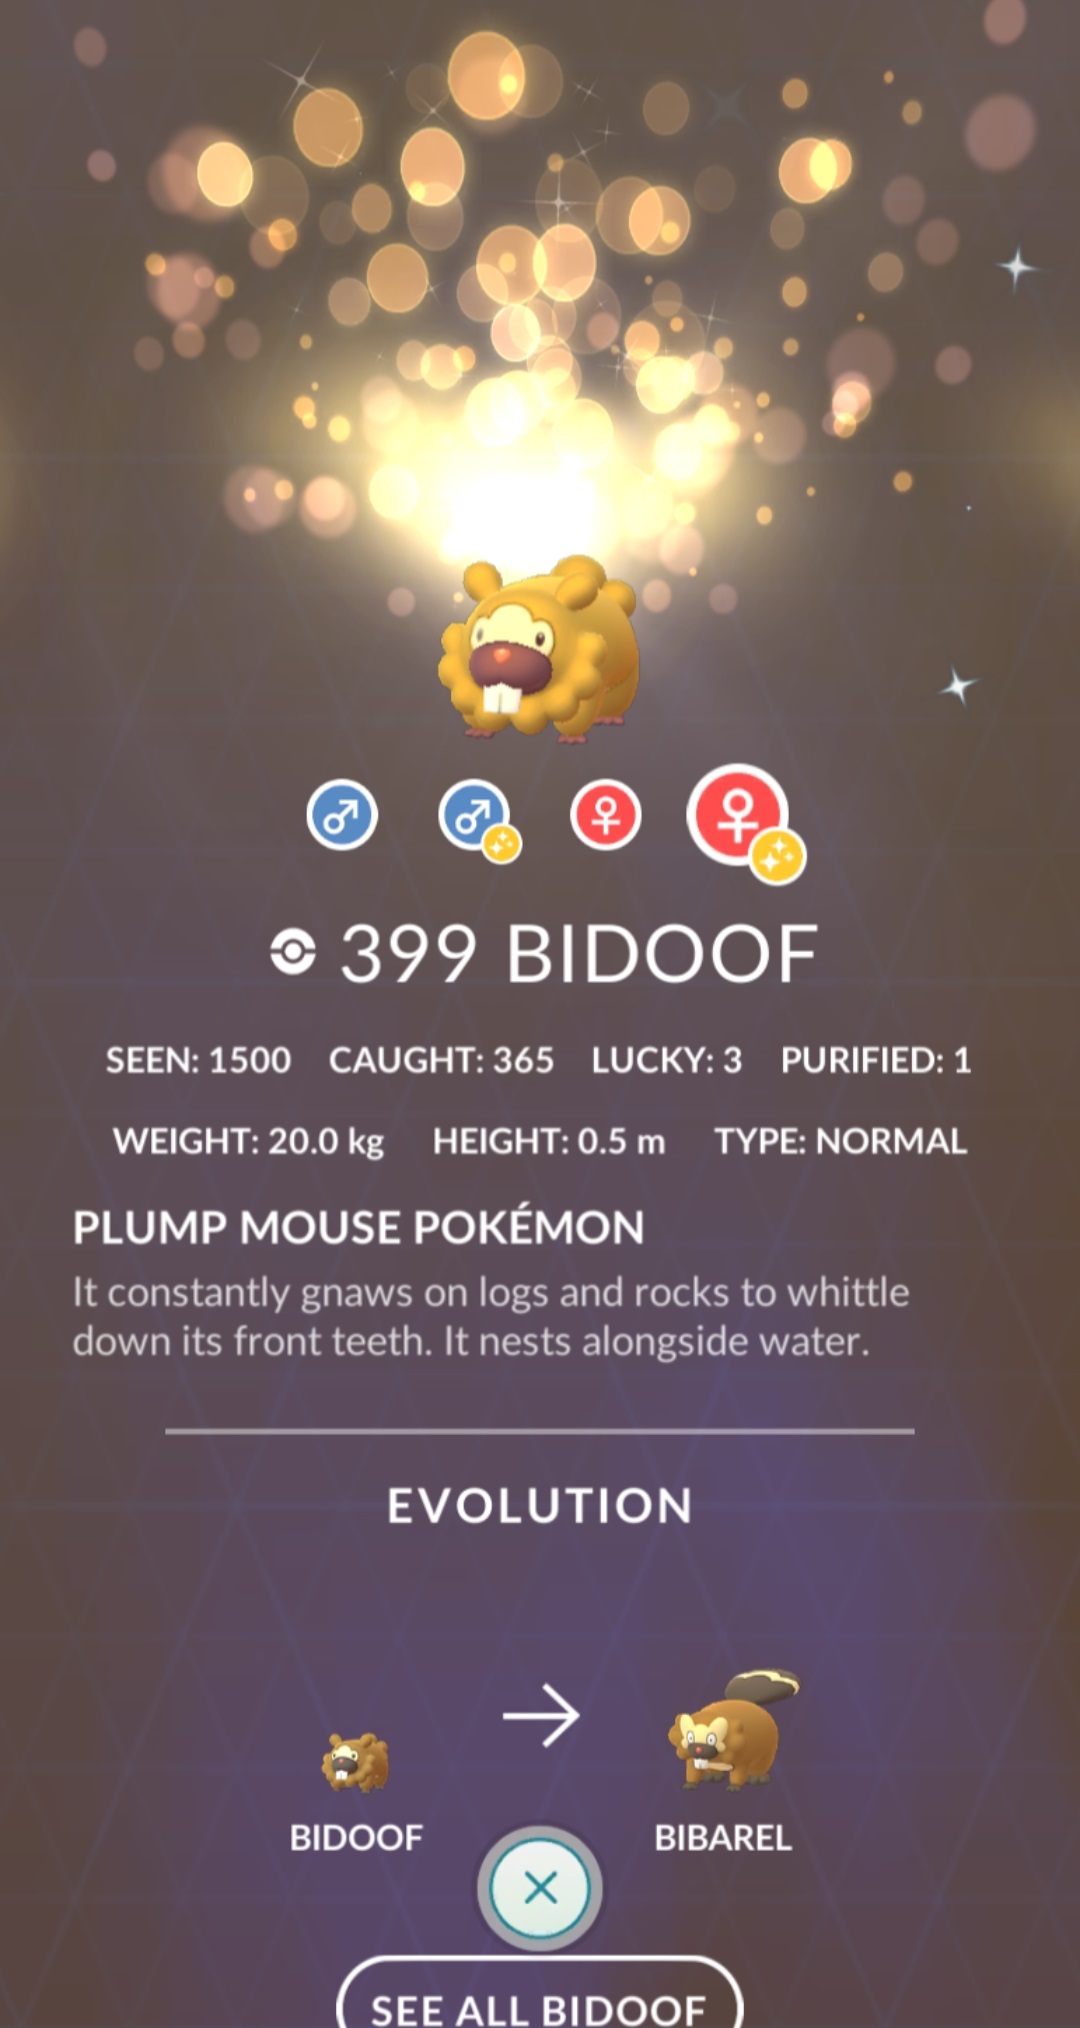 399 BIDOOF
SEEN: 1500 CAUGHT: 365 LUCKY: 3 PURIFIED: 1
WEIGHT: 20.0 kg HEIGHT: 0.5 m TYPE: NORMAL
PLUMP MOUSE POKÉMON
It constantly gnaws on logs and rocks to whittle
down its front teeth. It nests alongside water.
EVOLUTION
BIDOOF BIBAREL
SEE ALL BIDOOF